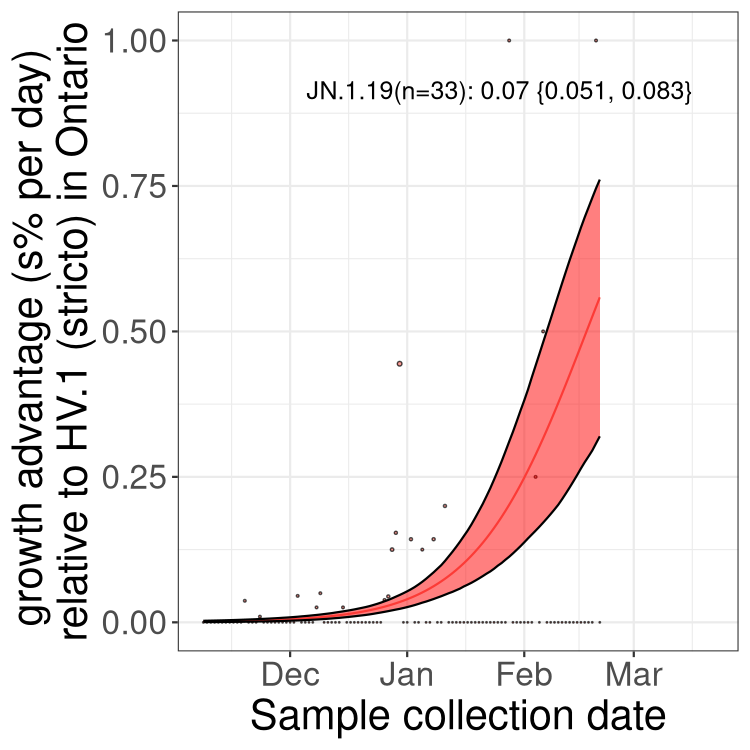 growth advantage (s% per day)
relative to HV.1 (stricto) in Ontario
1.00
0.75
0.50
0.25
0.00
JN.1.19(n=33): 0.07 {0.051, 0.083}
Dec
Jan
Feb
Mar
Sample collection date